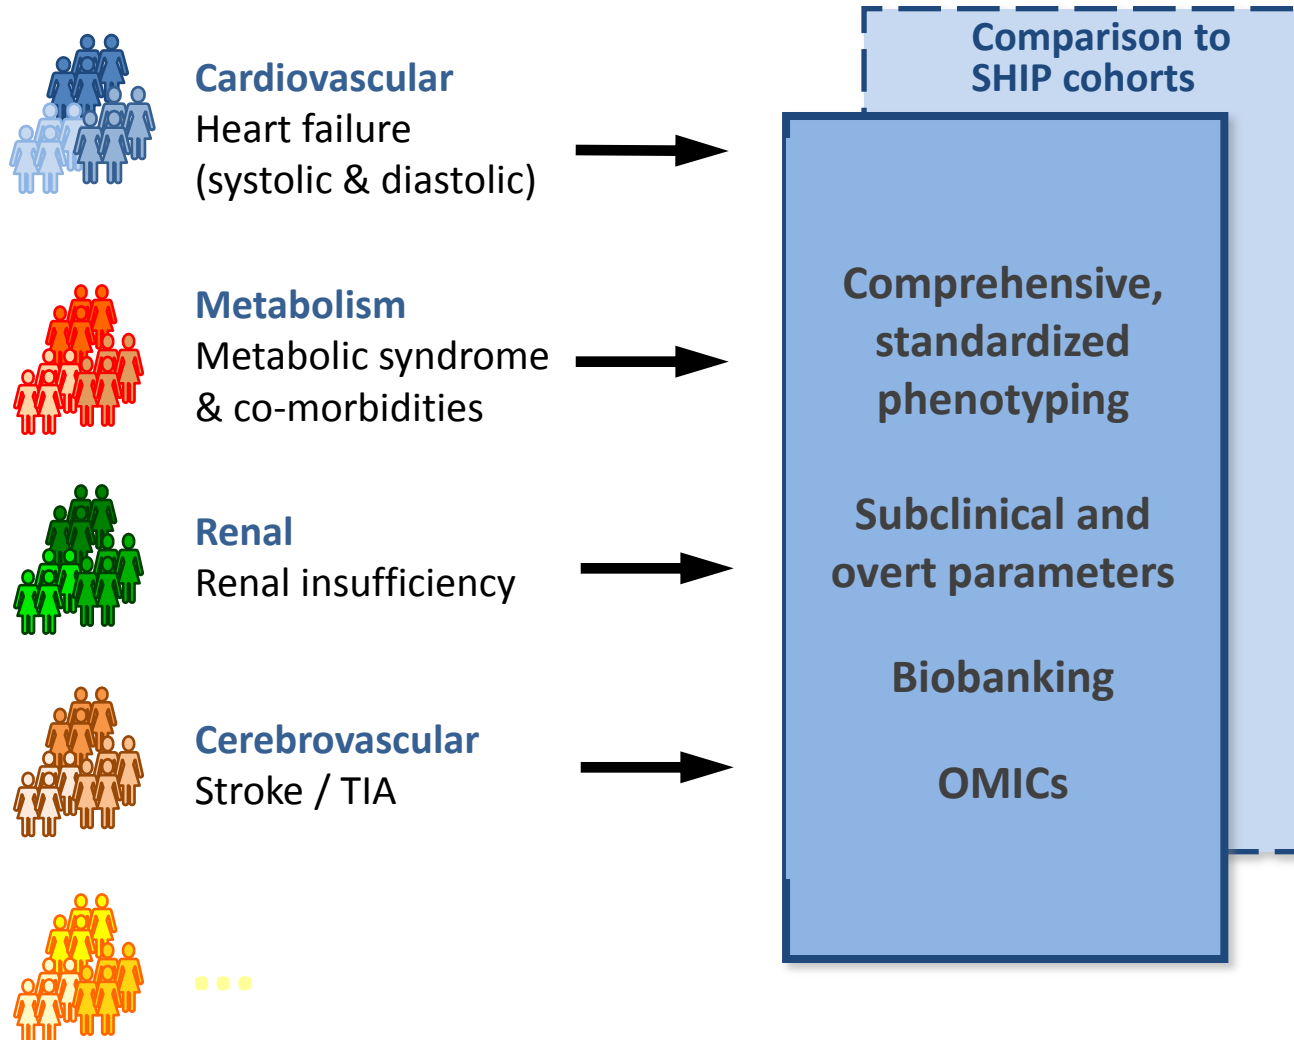 Cardiovascular
Heart failure
(systolic & diastolic)
Metabolism
Metabolic syndrome
& co-morbidities
Renal
Renal insufficiency
Cerebrovascular
Stroke / TIA
...
Comparison to
SHIP cohorts
Comprehensive,
standardized
phenotyping
Subclinical and
overt parameters
Biobanking
OMICs